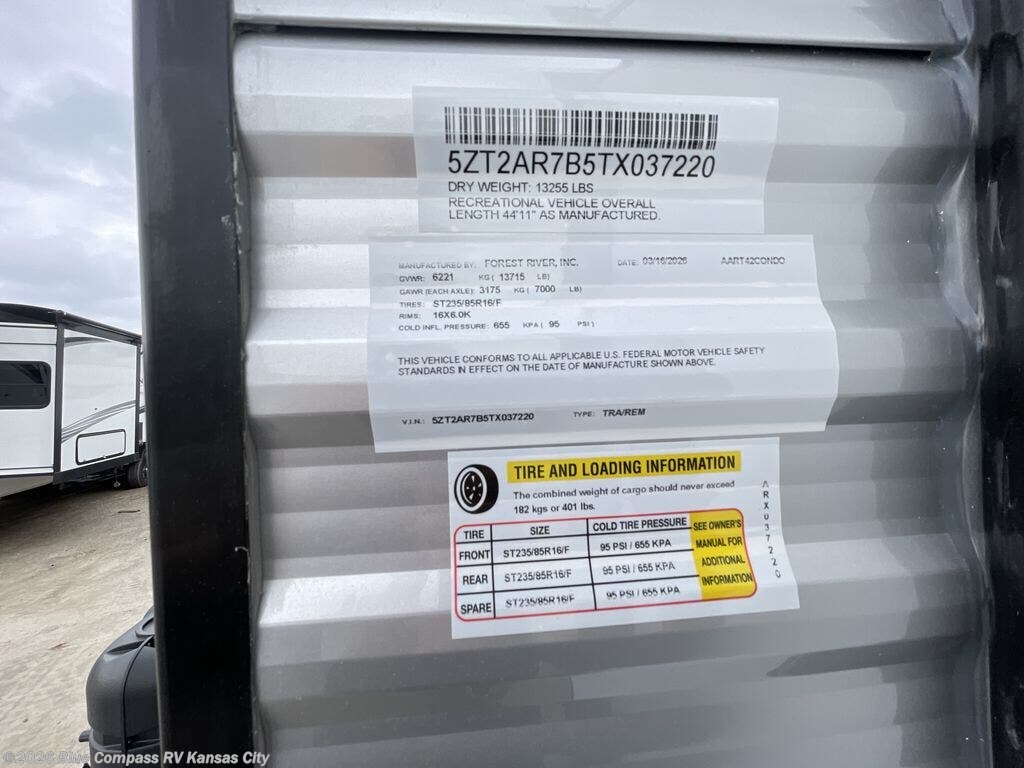 5ZT2AR7B5TX037220
DRY WEIGHT: 13255 LBS
RECREATIONAL VEHICLE OVERALL
LENGTH 44'11" AS MANUFACTURED.
MANUFACTURED BY: FOREST RIVER, INC. DATE: 03/16/2026 AART42CONDO
GVWR: 6221 KG ( 13715 LB)
GAWR (EACH AXLE): 3175 KG ( 7000 LB)
TIRES: ST235/85R16/F
RIMS: 16X6.0K
COLD INFL. PRESSURE: 655 KPA ( 95 PSI )
THIS VEHICLE CONFORMS TO ALL APPLICABLE U.S. FEDERAL MOTOR VEHICLE SAFETY
STANDARDS IN EFFECT ON THE DATE OF MANUFACTURE SHOWN ABOVE.
V.I.N.: 5ZT2AR7B5TX037220 TYPE: TRA/REM
TIRE AND LOADING INFORMATION
The combined weight of cargo should never exceed
182 kgs or 401 lbs.
TIRE SIZE COLD TIRE PRESSURE SEE OWNER'S
FRONT ST235/85R16/F 95 PSI / 655 KPA MANUAL FOR
REAR ST235/85R16/F 95 PSI / 655 KPA ADDITIONAL
SPARE ST235/85R16/F 95 PSI / 655 KPA INFORMATION
ARX037220
©2026 Blue Compass RV Kansas City